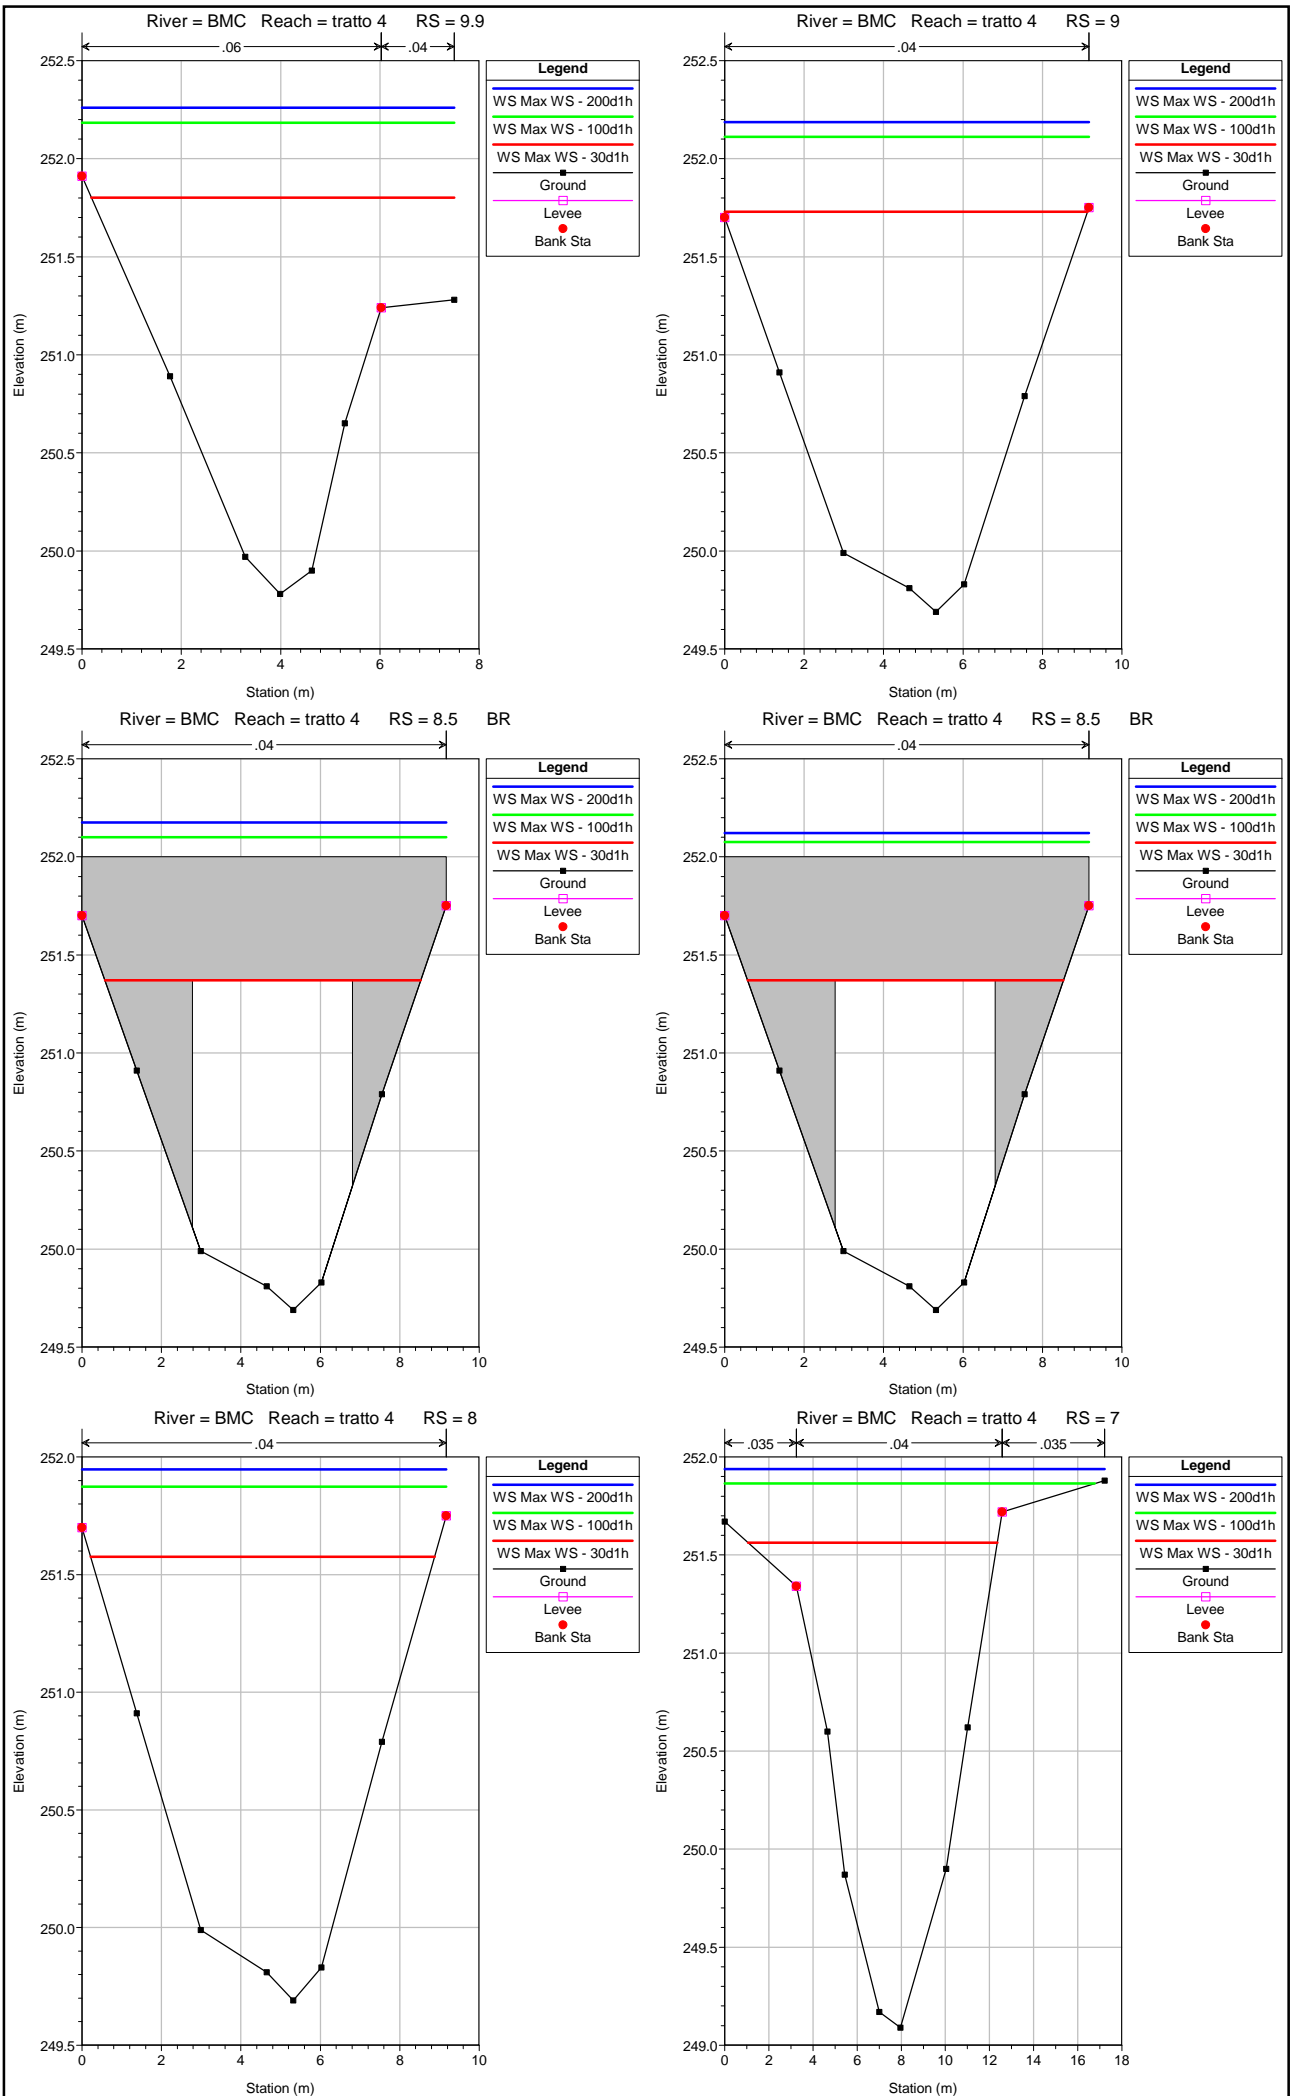 River = BMC   Reach = tratto 4      RS = 9.9
.06
.04
252.5
252.0
251.5
251.0
250.5
250.0
249.5
0
2
4
6
8
Station (m)
Elevation (m)
Legend
WS Max WS - 200d1h
WS Max WS - 100d1h
WS Max WS - 30d1h
Ground
Levee
Bank Sta
River = BMC   Reach = tratto 4      RS = 9
.04
252.5
252.0
251.5
251.0
250.5
250.0
249.5
0
2
4
6
8
10
Station (m)
Elevation (m)
Legend
WS Max WS - 200d1h
WS Max WS - 100d1h
WS Max WS - 30d1h
Ground
Levee
Bank Sta
River = BMC   Reach = tratto 4      RS = 8.5      BR
.04
252.5
252.0
251.5
251.0
250.5
250.0
249.5
0
2
4
6
8
10
Station (m)
Elevation (m)
Legend
WS Max WS - 200d1h
WS Max WS - 100d1h
WS Max WS - 30d1h
Ground
Levee
Bank Sta
River = BMC   Reach = tratto 4      RS = 8.5      BR
.04
252.5
252.0
251.5
251.0
250.5
250.0
249.5
0
2
4
6
8
10
Station (m)
Elevation (m)
Legend
WS Max WS - 200d1h
WS Max WS - 100d1h
WS Max WS - 30d1h
Ground
Levee
Bank Sta
River = BMC   Reach = tratto 4      RS = 8
.04
252.0
251.5
251.0
250.5
250.0
249.5
0
2
4
6
8
10
Station (m)
Elevation (m)
Legend
WS Max WS - 200d1h
WS Max WS - 100d1h
WS Max WS - 30d1h
Ground
Levee
Bank Sta
River = BMC   Reach = tratto 4      RS = 7
.035
.04
.035
252.0
251.5
251.0
250.5
250.0
249.5
249.0
0
2
4
6
8
10
12
14
16
18
Station (m)
Elevation (m)
Legend
WS Max WS - 200d1h
WS Max WS - 100d1h
WS Max WS - 30d1h
Ground
Levee
Bank Sta